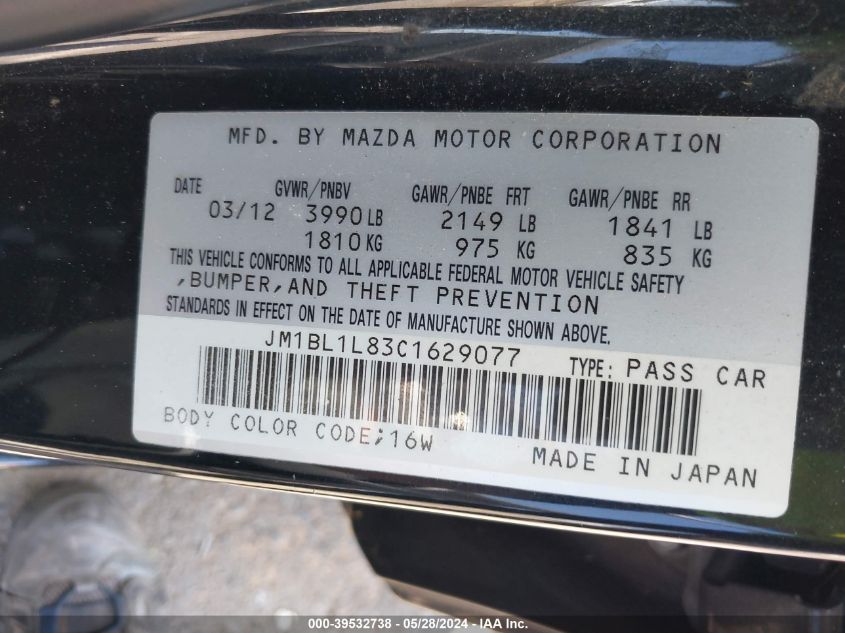 MFD. BY MAZDA MOTOR CORPORATION
DATE GVWR/PNBV GAWR/PNBE FRT GAWR/PNBE RR
03/12 3990 LB 2149 LB 1841 LB
1810 KG 975 KG 835 KG
THIS VEHICLE CONFORMS TO ALL APPLICABLE FEDERAL MOTOR VEHICLE SAFETY
,BUMPER,AND THEFT PREVENTION
STANDARDS IN EFFECT ON THE DATE OF MANUFACTURE SHOWN ABOVE.
JM1BL1L83C1629077 TYPE: PASS CAR
BODY COLOR CODE;16W
MADE IN JAPAN
000-39532738 - 05/28/2024 - IAA Inc.